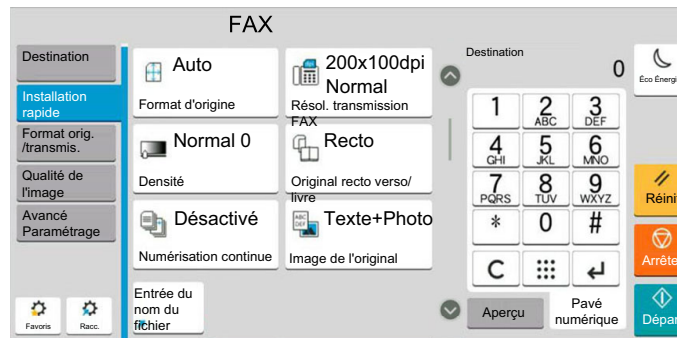 FAX
Destination
Installation
rapide
Format orig.
/transmis.
Qualité de
l'image
Avancé
Paramétrage
Favoris
Racc.
Auto
Format d'origine
200x100dpi
Normal
Résol. transmission
FAX
Normal 0
Densité
Recto
Original recto verso/
livre
Désactivé
Numérisation continue
ABC
DEF
Texte+Photo
Image de l'original
Entrée du
nom du
fichier
Destination
0
1
2
ABC
3
DEF
4
GHI
5
JKL
6
MNO
7
PQRS
8
TUV
9
WXYZ
*
0
#
C
Aperçu
Pavé
numérique
Éco Énergi
Réini
Arrête
Dépar